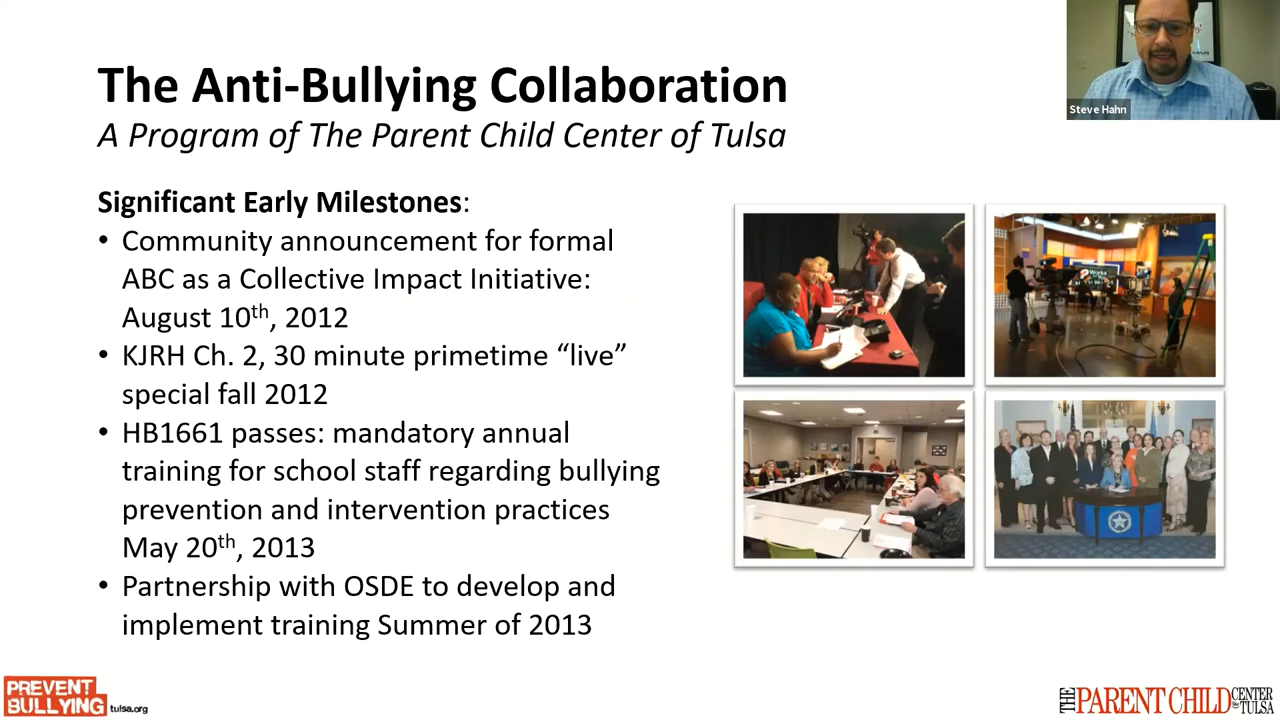 The Anti-Bullying Collaboration
A Program of The Parent Child Center of Tulsa
Steve Hahn
Significant Early Milestones:
• Community announcement for formal
ABC as a Collective Impact Initiative:
August 10th, 2012
• KJRH Ch. 2, 30 minute primetime “live”
special fall 2012
• HB1661 passes: mandatory annual
training for school staff regarding bullying
prevention and intervention practices
May 20th, 2013
• Partnership with OSDE to develop and
implement training Summer of 2013
PREVENT
BULLYING
tulsa.org
THE PARENT CHILD CENTER of TULSA